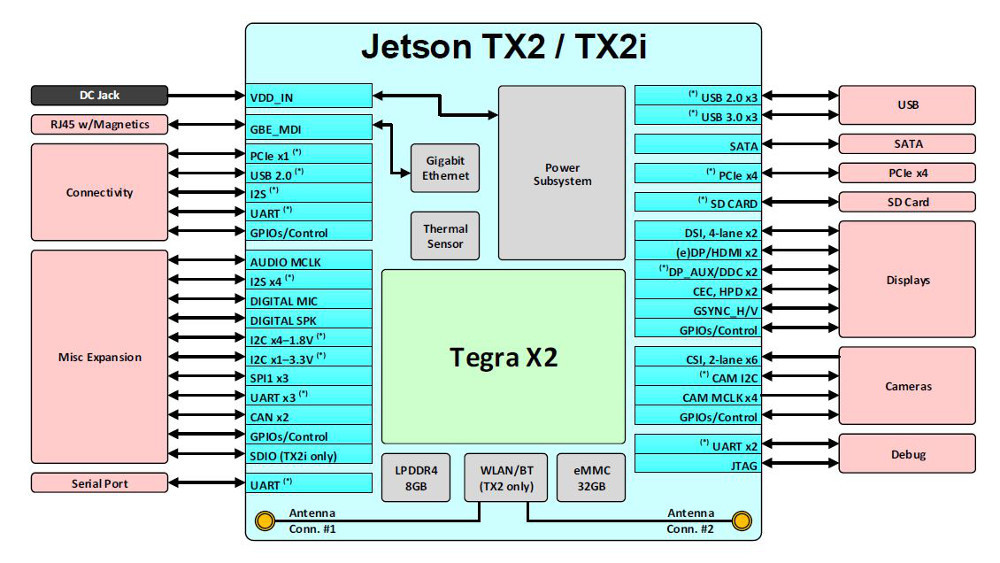 Jetson TX2 / TX2i
DC Jack
RJ45 w/Magnetics
Connectivity
Misc Expansion
Serial Port
VDD_IN
GBE_MDI
PCIe x1 (*)
USB 2.0 (*)
I2S (*)
UART (*)
GPIOs/Control
AUDIO MCLK
I2S x4 (*)
DIGITAL MIC
DIGITAL SPK
I2C x4–1.8V (*)
I2C x1–3.3V (*)
SPI1 x3
UART x3 (*)
CAN x2
GPIOs/Control
SDIO (TX2i only)
UART (*)
Gigabit
Ethernet
Thermal
Sensor
Power
Subsystem
Tegra X2
LPDDR4
8GB
WLAN/BT
(TX2 only)
eMMC
32GB
Antenna
Conn. #1
Antenna
Conn. #2
(*) USB 2.0 x3
(*) USB 3.0 x3
SATA
(*) PCIe x4
(*) SD CARD
DSI, 4-lane x2
(e)DP/HDMI x2
(*)DP_AUX/DDC x2
CEC, HPD x2
GSYNC_H/V
GPIOs/Control
CSI, 2-lane x6
(*) CAM I2C
CAM MCLK x4
GPIOs/Control
(*) UART x2
JTAG
USB
SATA
PCIe x4
SD Card
Displays
Cameras
Debug